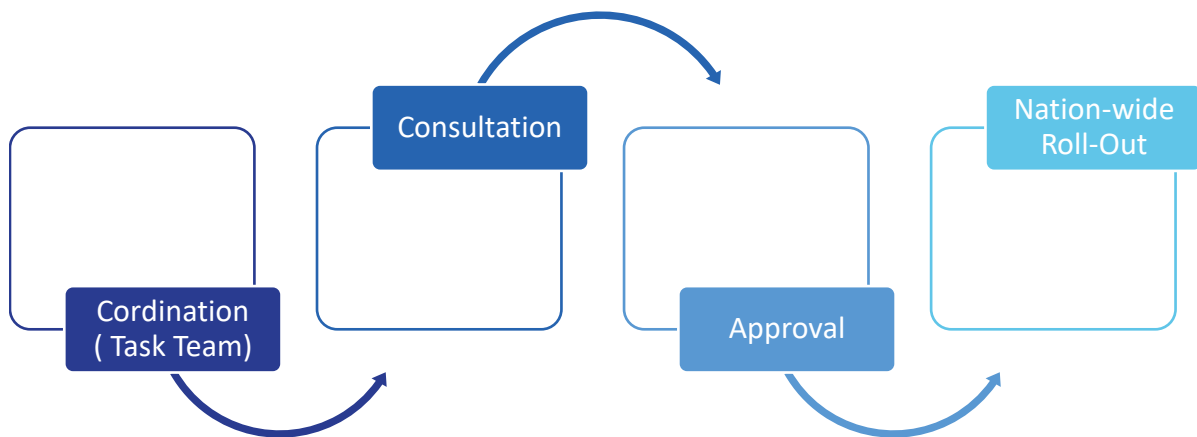 Cordination
( Task Team)
Consultation
Approval
Nation-wide
Roll-Out